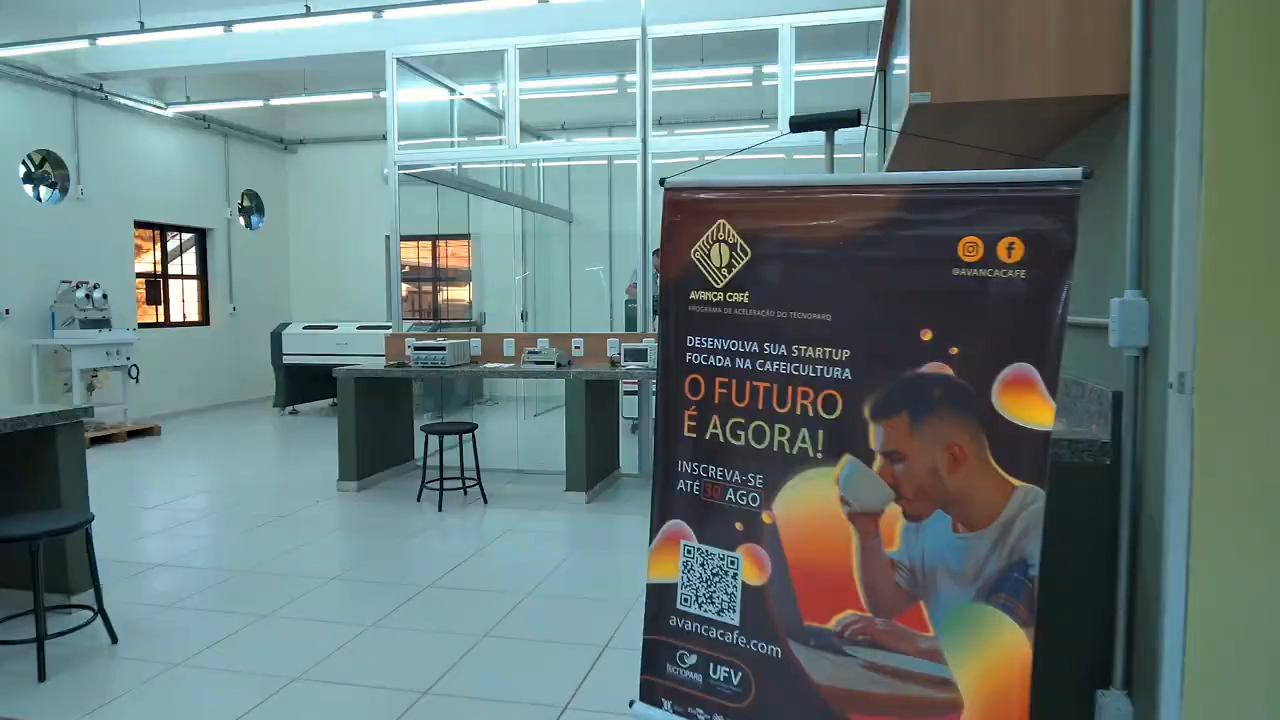 AVANÇA CAFÉ
PROGRAMA DE ACELERAÇÃO DO TECNOPARQ
@AVANCACAFE
DESENVOLVA SUA STARTUP
FOCADA NA CAFEICULTURA
O FUTURO
É AGORA!
INSCREVA-SE
ATÉ 30 AGO
avancacafe.com
TECNOPARQ
UFV